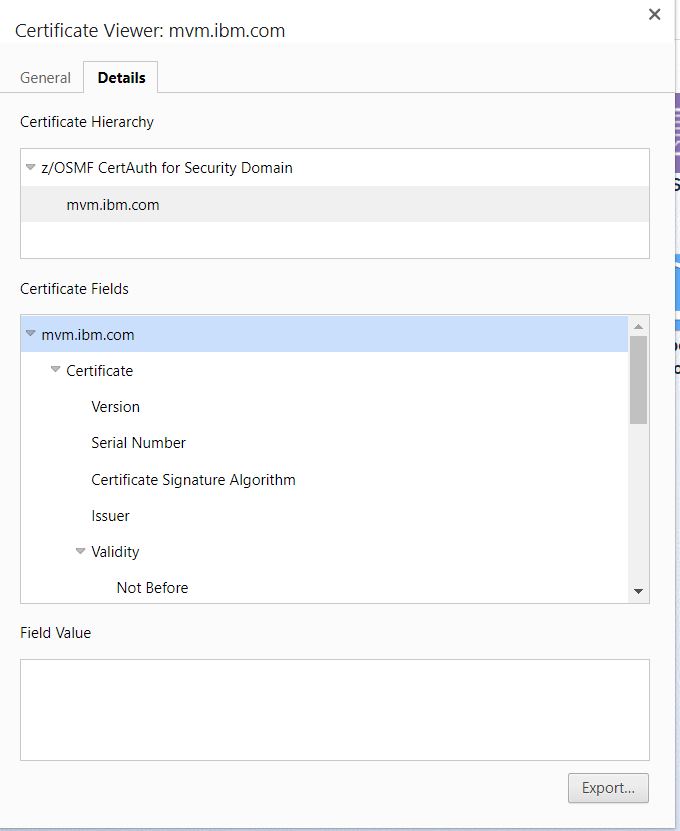 Certificate Viewer: mvm.ibm.com
General
Details
Certificate Hierarchy
z/OSMF CertAuth for Security Domain
mvm.ibm.com
Certificate Fields
mvm.ibm.com
Certificate
Version
Serial Number
Certificate Signature Algorithm
Issuer
Validity
Not Before
Field Value
Export...